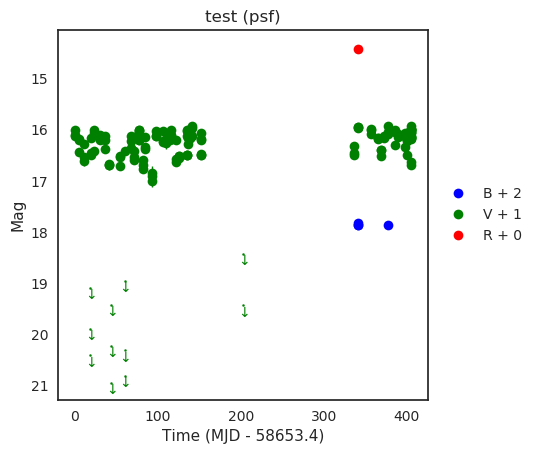 test (psf)
15
16
17
18
19
20
21
Mag
0
100
200
300
400
Time (MJD - 58653.4)
B + 2
V + 1
R + 0